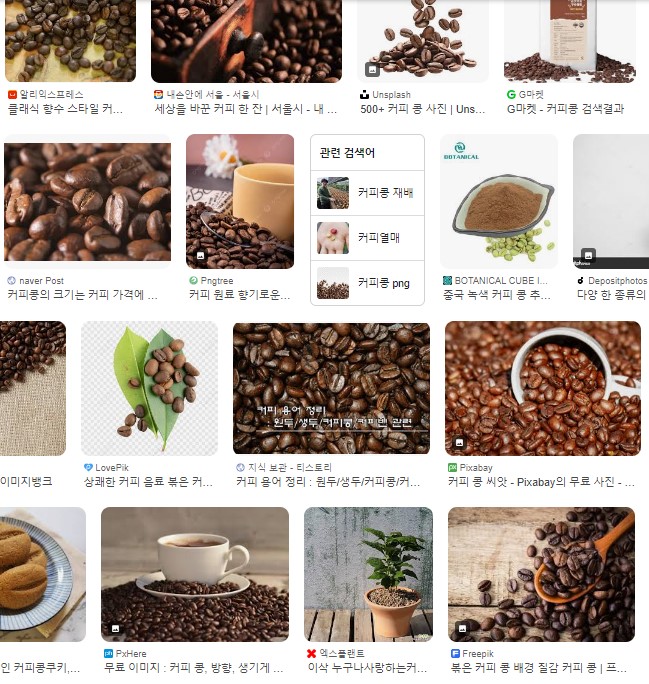 알리익스프레스
클래식 향수 스타일 커...
내손안에 서울 - 서울시
세상을 바꾼 커피 한 잔 | 서울시 - 내 ...
Unsplash
500+ 커피 콩 사진 | Uns...
G마켓
G마켓 - 커피콩 검색결과
관련 검색어
커피콩 재배
커피열매
커피콩 png
BOTANICAL
naver Post
커피콩의 크기는 커피 가격에 ...
Pngtree
커피 원료 향기로운...
BOTANICAL CUBE I...
중국 녹색 커피 콩 추...
Depositphotos
다양 한 종류의
커피 용어 정리
: 원두/생두/커피콩/커피빈 관련
이미지뱅크
LovePik
상쾌한 커피 음료 볶은 커...
지식 보관 - 티스토리
커피 용어 정리 : 원두/생두/커피콩/커...
Pixabay
커피 콩 씨앗 - Pixabay의 무료 사진 - ...
인 커피콩쿠키,...
PxHere
무료 이미지 : 커피 콩, 방향, 생기게 ...
엑스플랜트
이삭 누구나사랑하는커...
Freepik
볶은 커피 콩 배경 질감 커피 콩 | 프...